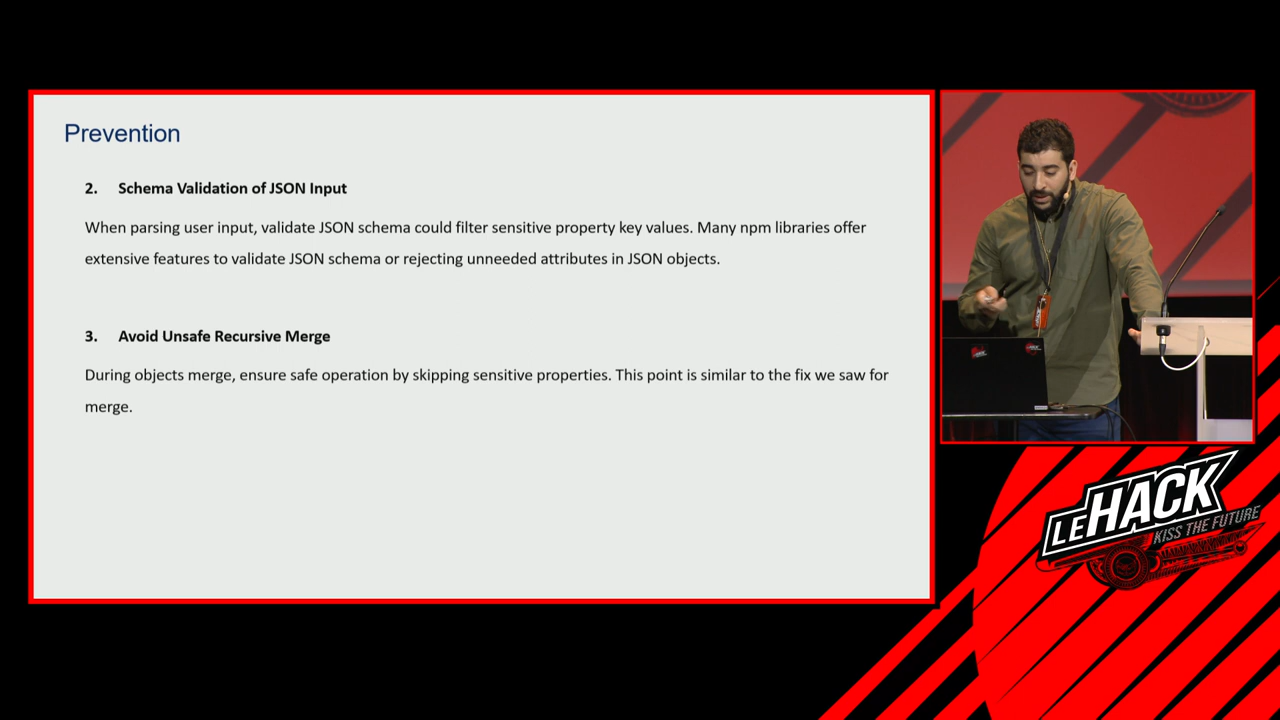 Prevention
2. Schema Validation of JSON Input
When parsing user input, validate JSON schema could filter sensitive property key values. Many npm libraries offer
extensive features to validate JSON schema or rejecting unneeded attributes in JSON objects.
3. Avoid Unsafe Recursive Merge
During objects merge, ensure safe operation by skipping sensitive properties. This point is similar to the fix we saw for
merge.
LEHACK
KISS THE FUTURE